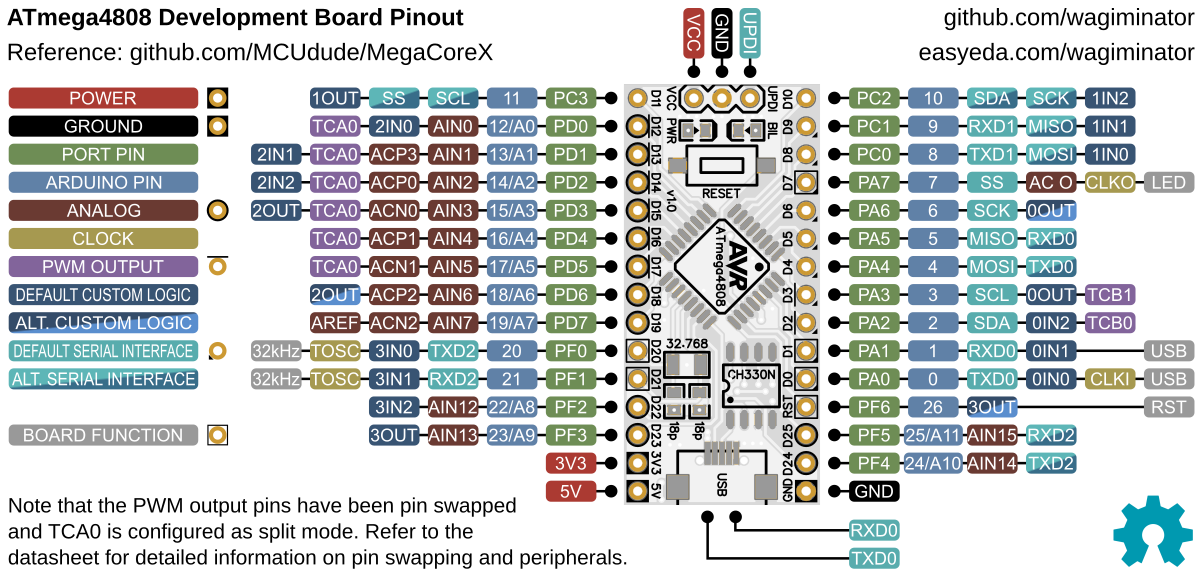 ATmega4808 Development Board Pinout
Reference: github.com/MCUdude/MegaCoreX
github.com/wagiminator
easyeda.com/wagiminator
VCC GND UPDI
POWER
GROUND
PORT PIN
ARDUINO PIN
ANALOG
CLOCK
PWM OUTPUT
DEFAULT CUSTOM LOGIC
ALT. CUSTOM LOGIC
DEFAULT SERIAL INTERFACE
ALT. SERIAL INTERFACE
BOARD FUNCTION
1OUT SS SCL 11 PC3
TCA0 2IN0 AIN0 12/A0 PD0
2IN1 TCA0 ACP3 AIN1 13/A1 PD1
2IN2 TCA0 ACP0 AIN2 14/A2 PD2
2OUT TCA0 ACN0 AIN3 15/A3 PD3
TCA0 ACP1 AIN4 16/A4 PD4
TCA0 ACN1 AIN5 17/A5 PD5
2OUT ACP2 AIN6 18/A6 PD6
AREF ACN2 AIN7 19/A7 PD7
32kHz TOSC 3IN0 TXD2 20 PF0
32kHz TOSC 3IN1 RXD2 21 PF1
3IN2 AIN12 22/A8 PF2
3OUT AIN13 23/A9 PF3
3V3
5V
D11
D12
D13
D14
D15
D16
D17
D18
D19
D20
D21
D22
D23
3V3
5V
VCC
UPDI
PWR
BLI
RESET
v1.0
AVR
ATmega4808
32.768
CH330N
18p 18p
USB
D10
D9
D8
D7
D6
D5
D4
D3
D2
D1
D0
RST
D25
D24
GND
PC2 10 SDA SCK 1IN2
PC1 9 RXD1 MISO 1IN1
PC0 8 TXD1 MOSI 1IN0
PA7 7 SS AC O CLKO LED
PA6 6 SCK 0OUT
PA5 5 MISO RXD0
PA4 4 MOSI TXD0
PA3 3 SCL 0OUT TCB1
PA2 2 SDA 0IN2 TCB0
PA1 1 RXD0 0IN1 USB
PA0 0 TXD0 0IN0 CLKI USB
PF6 26 3OUT RST
PF5 25/A11 AIN15 RXD2
PF4 24/A10 AIN14 TXD2
GND
RXD0
TXD0
Note that the PWM output pins have been pin swapped
and TCA0 is configured as split mode. Refer to the
datasheet for detailed information on pin swapping and peripherals.